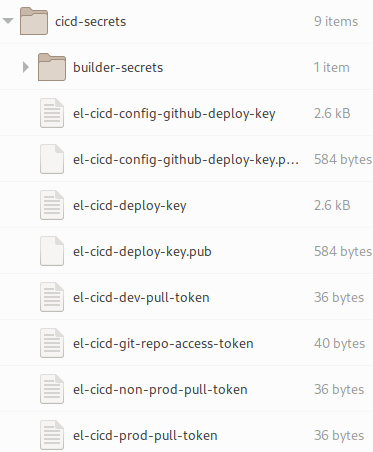 cicd-secrets 9 items
builder-secrets 1 item
el-cicd-config-github-deploy-key 2.6 kB
el-cicd-config-github-deploy-key.p... 584 bytes
el-cicd-deploy-key 2.6 kB
el-cicd-deploy-key.pub 584 bytes
el-cicd-dev-pull-token 36 bytes
el-cicd-git-repo-access-token 40 bytes
el-cicd-non-prod-pull-token 36 bytes
el-cicd-prod-pull-token 36 bytes